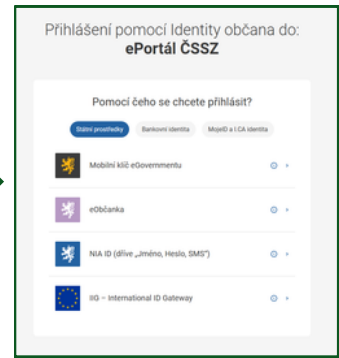 Přihlášení pomocí Identity občana do:
ePortál ČSSZ
Pomocí čeho se chcete přihlásit?
Státní prostředky Bankovní identita MojeID a I.CA identita
Mobilní klíč eGovernmentu
eObčanka
NIA ID (dříve „Jméno, Heslo, SMS“)
IIG – International ID Gateway